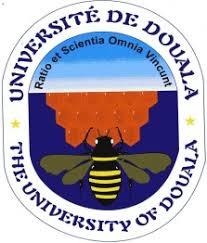 UNIVERSITÉ DE DOUALA
Ratio et Scientia Omnia Vincunt
THE UNIVERSITY OF DOUALA